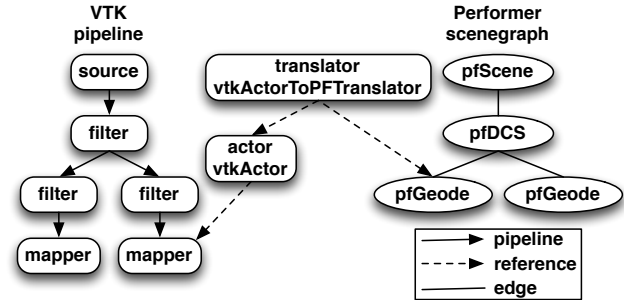 VTK
pipeline
Performer
scenegraph
source
translator
vtkActorToPFTranslator
pfScene
filter
actor
vtkActor
pfDCS
filter
filter
pfGeode
pfGeode
mapper
mapper
pipeline
reference
edge